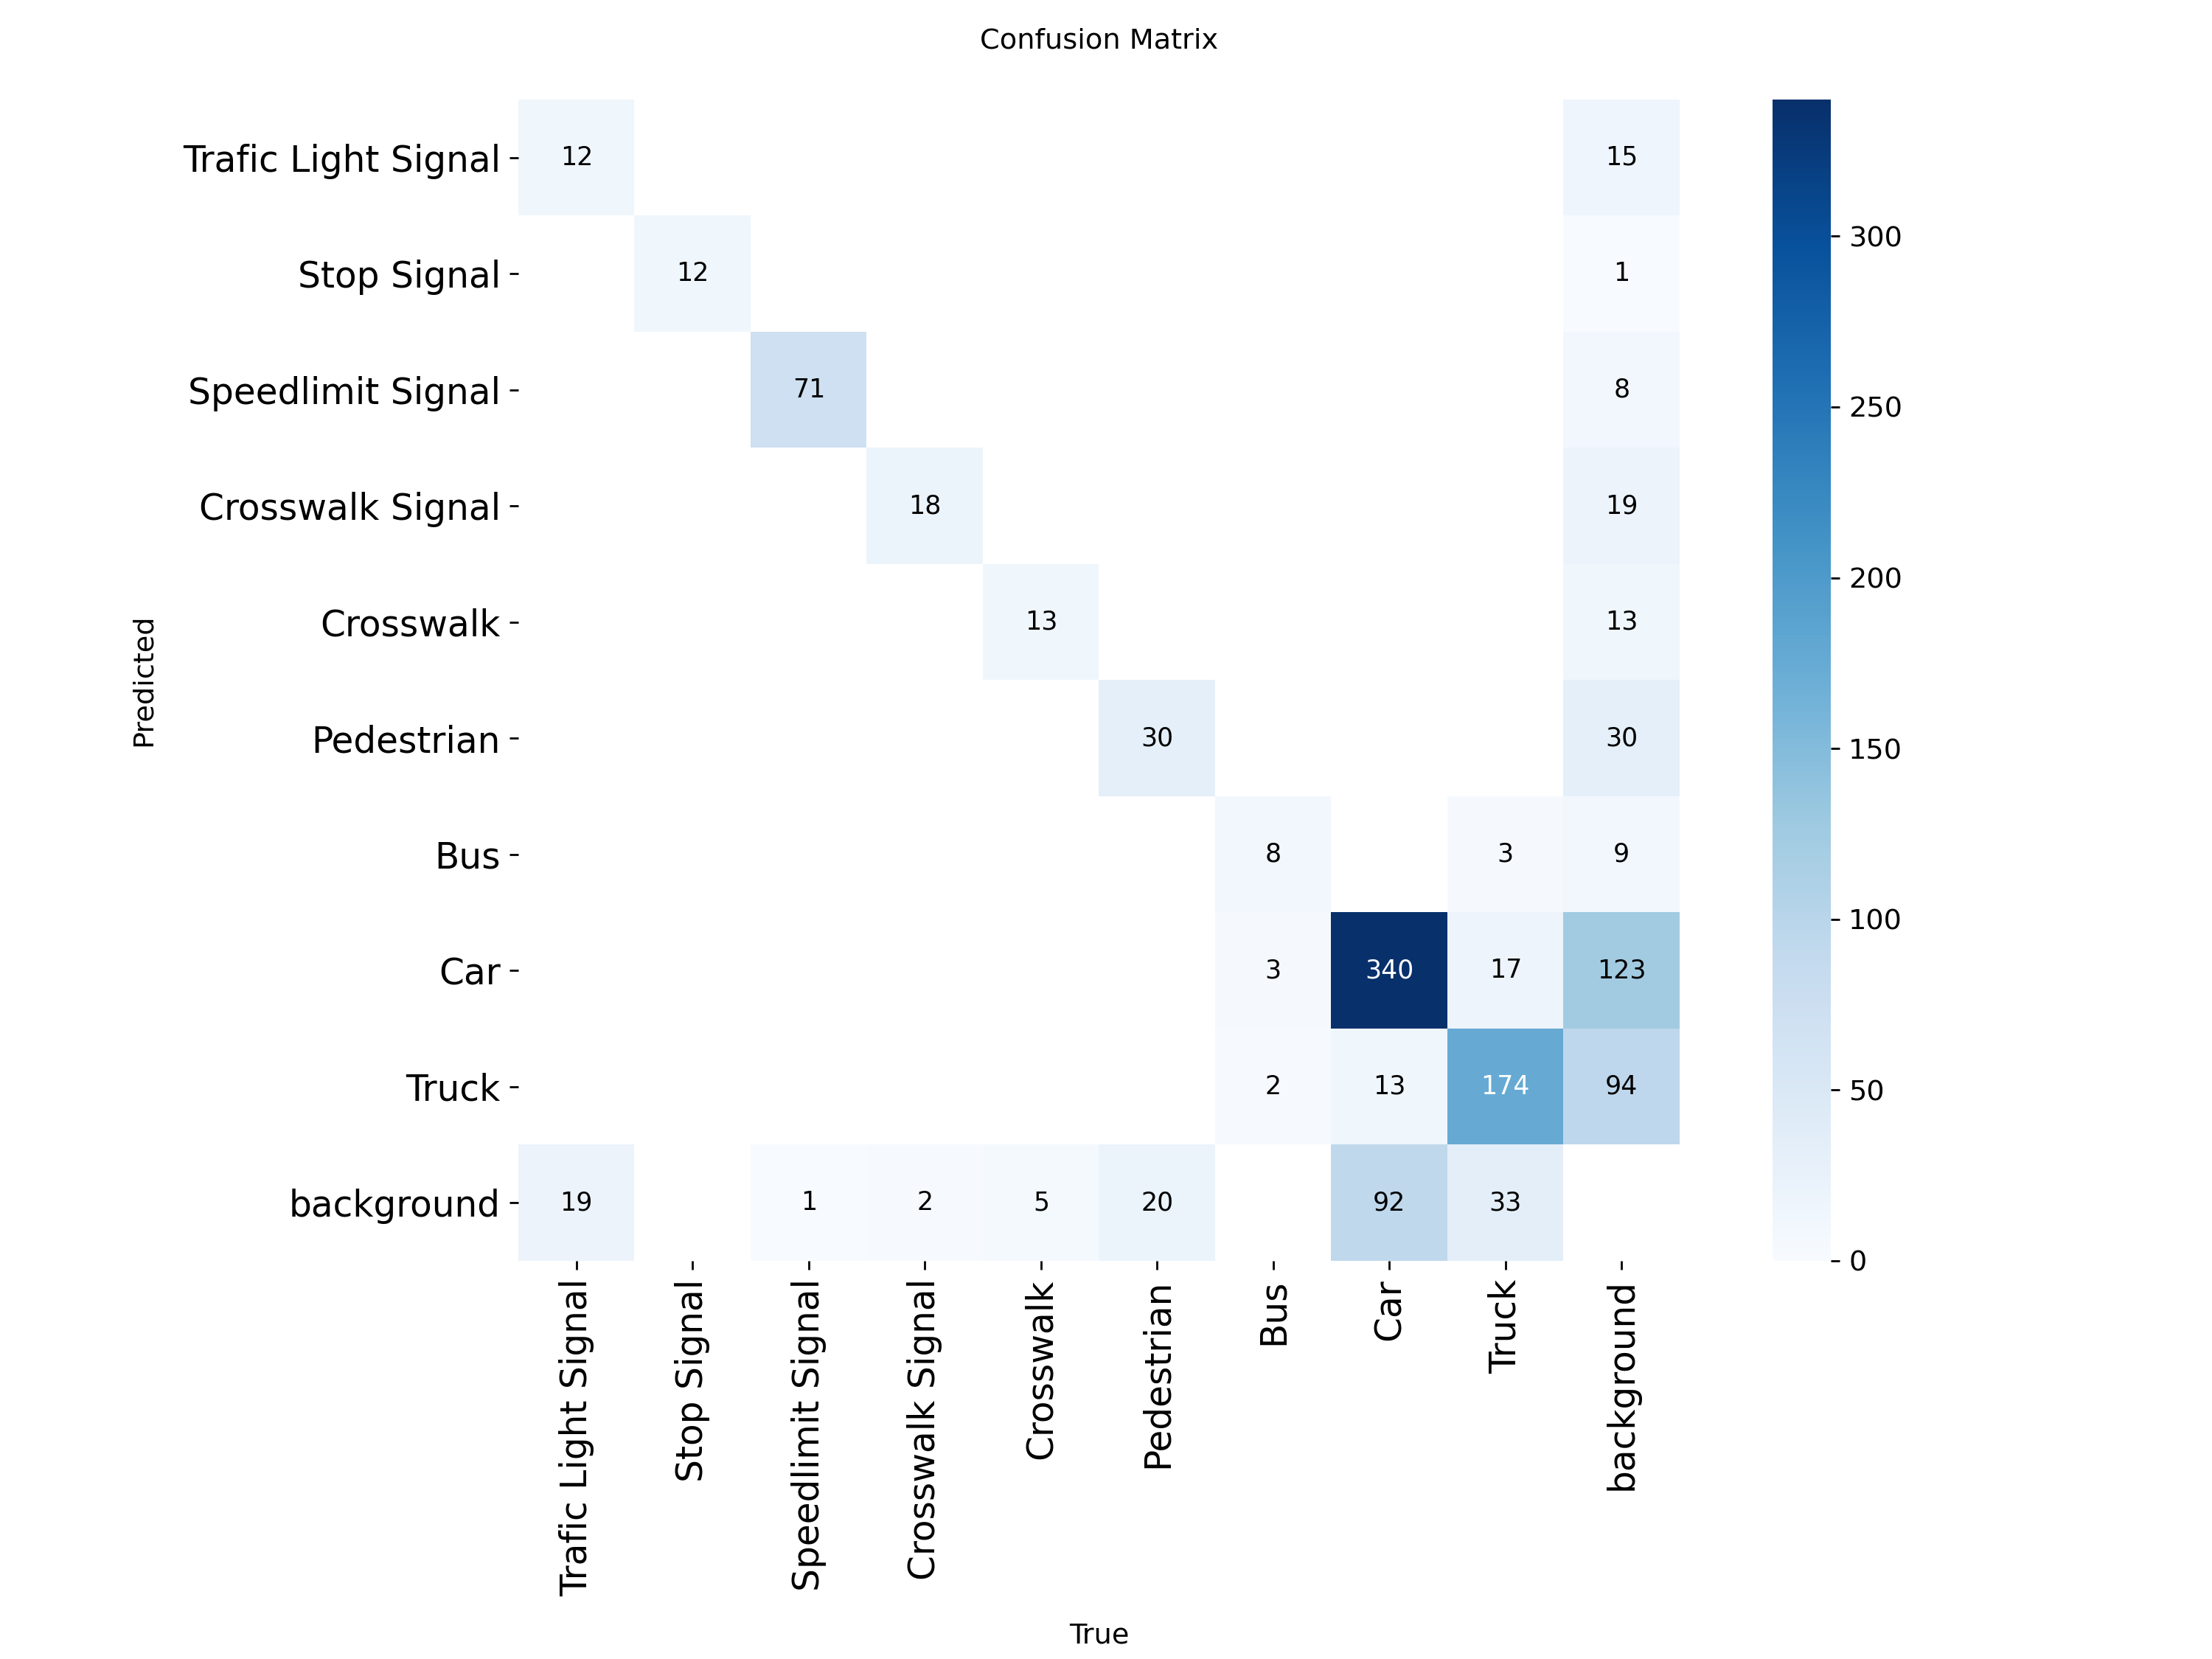 Confusion Matrix
Trafic Light Signal 12 15
Stop Signal 12 1
Speedlimit Signal 71 8
Crosswalk Signal 18 19
Crosswalk 13 13
Pedestrian 30 30
Bus 8 3 9
Car 3 340 17 123
Truck 2 13 174 94
background 19 1 2 5 20 92 33
Predicted
Trafic Light Signal
Stop Signal
Speedlimit Signal
Crosswalk Signal
Crosswalk
Pedestrian
Bus
Car
Truck
background
True
300
250
200
150
100
50
0